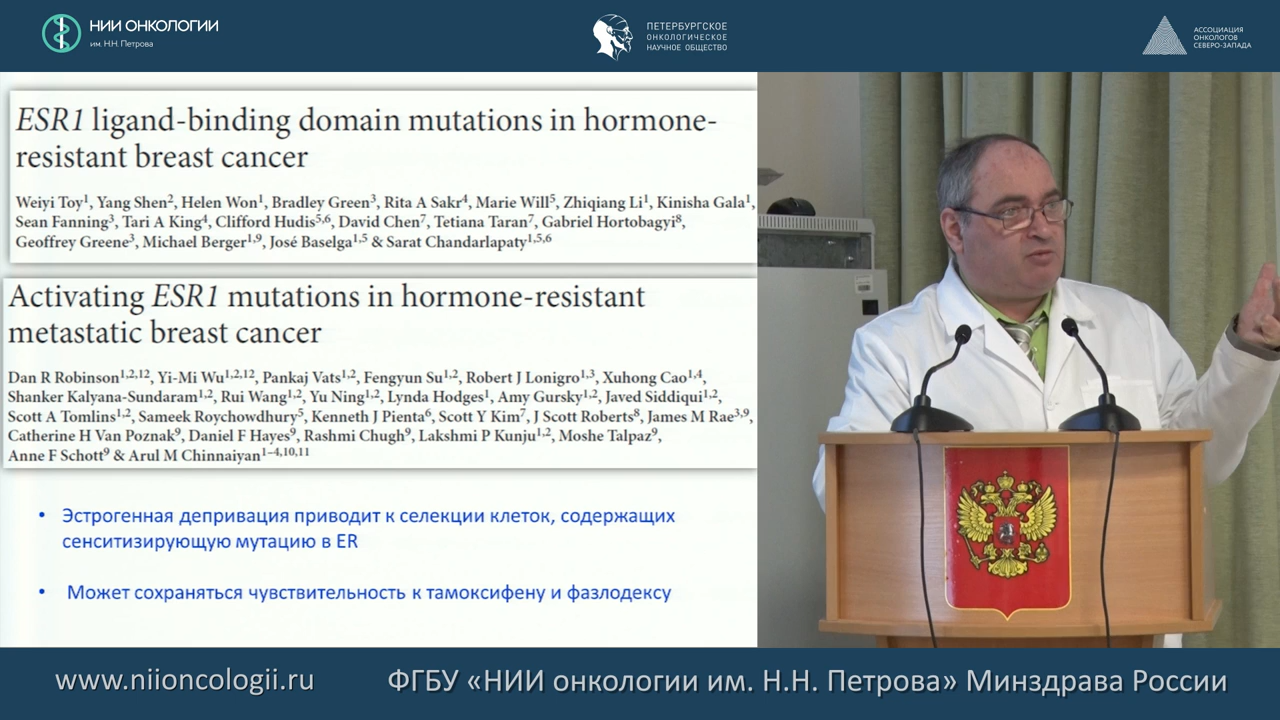 НИИ ОНКОЛОГИИ
им. Н.Н. Петрова
ПЕТЕРБУРГСКОЕ
ОНКОЛОГИЧЕСКОЕ
НАУЧНОЕ ОБЩЕСТВО
АССОЦИАЦИЯ
ОНКОЛОГОВ
СЕВЕРО-ЗАПАДА
ESR1 ligand-binding domain mutations in hormone-
resistant breast cancer
Weiyi Toy1, Yang Shen2, Helen Won1, Bradley Green3, Rita A Sakr4, Marie Will5, Zhiqiang Li1, Kinisha Gala1,
Sean Fanning3, Tari A King4, Clifford Hudis5,6, David Chen7, Tetiana Taran7, Gabriel Hortobagyi8,
Geoffrey Greene3, Michael Berger1,9, José Baselga1,5 & Sarat Chandarlapaty1,5,6
Activating ESR1 mutations in hormone-resistant
metastatic breast cancer
Dan R Robinson1,2,12, Yi-Mi Wu1,2,12, Pankaj Vats1,2, Fengyun Su1,2, Robert J Lonigro1,3, Xuhong Cao1,4,
Shanker Kalyana-Sundaram1,2, Rui Wang1,2, Yu Ning1,2, Lynda Hodges1, Amy Gursky1,2, Javed Siddiqui1,2,
Scott A Tomlins1,2, Sameek Roychowdhury5, Kenneth J Pienta6, Scott Y Kim7, J Scott Roberts8, James M Rae3,9,
Catherine H Van Poznak9, Daniel F Hayes9, Rashmi Chugh9, Lakshmi P Kunju1,2, Moshe Talpaz9,
Anne F Schott9 & Arul M Chinnaiyan1–4,10,11
• Эстрогенная депривация приводит к селекции клеток, содержащих
сенситизирующую мутацию в ER
• Может сохраняться чувствительность к тамоксифену и фазлодексу
www.niioncologii.ru
ФГБУ «НИИ онкологии им. Н.Н. Петрова» Минздрава России